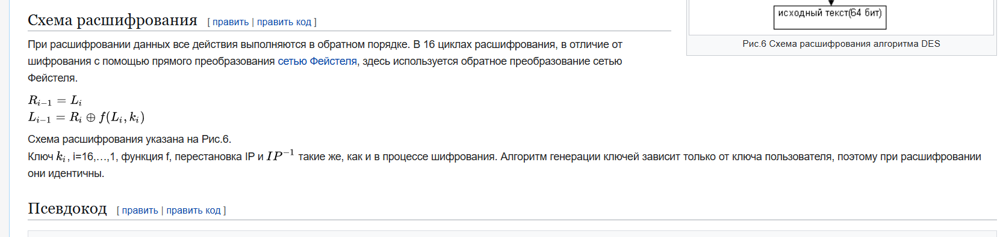 исходный текст(64 бит)
Рис.6 Схема расшифрования алгоритма DES
Схема расшифрования [ править | править код ]
При расшифровании данных все действия выполняются в обратном порядке. В 16 циклах расшифрования, в отличие от
шифрования с помощью прямого преобразования сетью Фейстеля, здесь используется обратное преобразование сетью
Фейстеля.
R_{i−1} = L_i
L_{i−1} = R_i ⊕ f(L_i, k_i)
Схема расшифрования указана на Рис.6.
Ключ k_i, i=16,…,1, функция f, перестановка IP и IP^{−1} такие же, как и в процессе шифрования. Алгоритм генерации ключей зависит только от ключа пользователя, поэтому при расшифровании
они идентичны.
Псевдокод [ править | править код ]